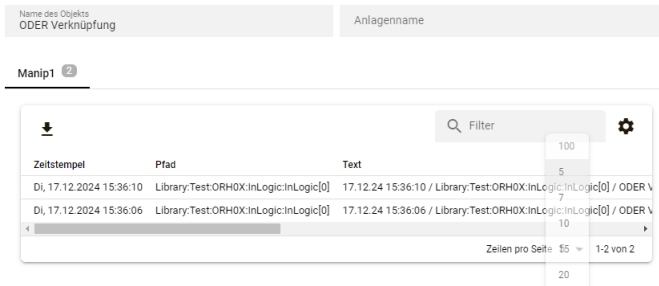 Name des Objekts
ODER Verknüpfung
Anlagenname
Manip1 2
Filter
Zeitstempel Pfad Text
Di, 17.12.2024 15:36:10 Library:Test:ORH0X:InLogic:InLogic[0] 17.12.24 15:36:10 / Library:Test:ORH0X:InLogic:InLogic[0] / ODER V
Di, 17.12.2024 15:36:06 Library:Test:ORH0X:InLogic:InLogic[0] 17.12.24 15:36:06 / Library:Test:ORH0X:InLogic:InLogic[0] / ODER V
Zeilen pro Seite 1-2 von 2
100
5
7
10
15
20